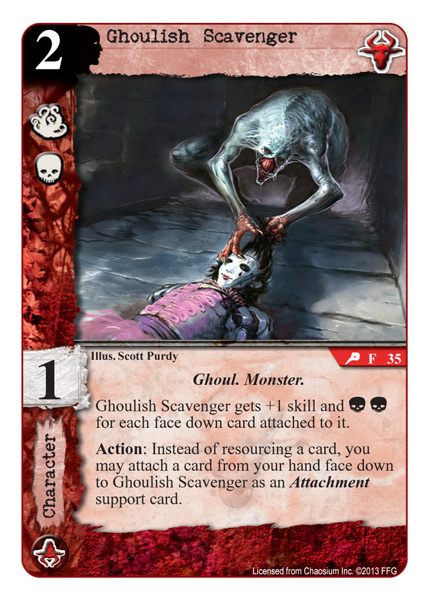 2
Ghoulish Scavenger
Illus. Scott Purdy
F 35
1
Ghoul. Monster.
Ghoulish Scavenger gets +1 skill and
for each face down card attached to it.
Action: Instead of resourcing a card, you
may attach a card from your hand face down
to Ghoulish Scavenger as an Attachment
support card.
Character
Licensed from Chaosium Inc. ©2013 FFG